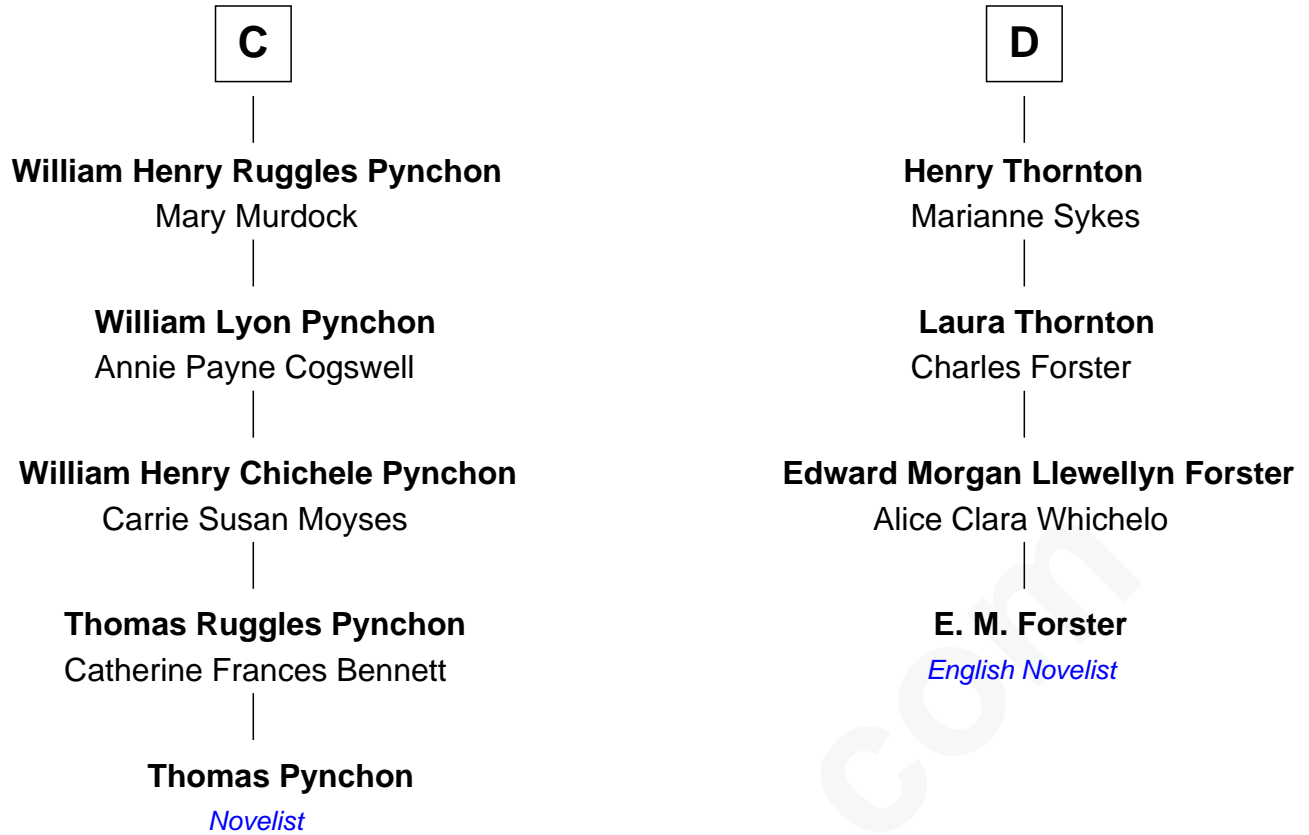 C
William Henry Ruggles Pynchon
Mary Murdock
William Lyon Pynchon
Annie Payne Cogswell
William Henry Chichele Pynchon
Carrie Susan Moyses
Thomas Ruggles Pynchon
Catherine Frances Bennett
Thomas Pynchon
Novelist
D
Henry Thornton
Marianne Sykes
Laura Thornton
Charles Forster
Edward Morgan Llewellyn Forster
Alice Clara Whichelo
E. M. Forster
English Novelist
com